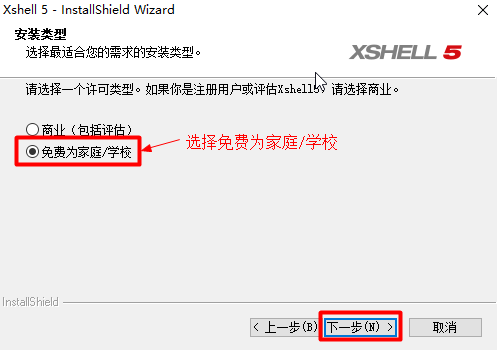 Xshell 5 - InstallShield Wizard
安装类型
选择最适合您的需求的安装类型。
XSHELL 5
请选择一个许可类型。如果你是注册用户或评估Xshell5，请选择商业。
商业（包括评估）
免费为家庭/学校
选择免费为家庭/学校
InstallShield
< 上一步(B)
下一步(N) >
取消